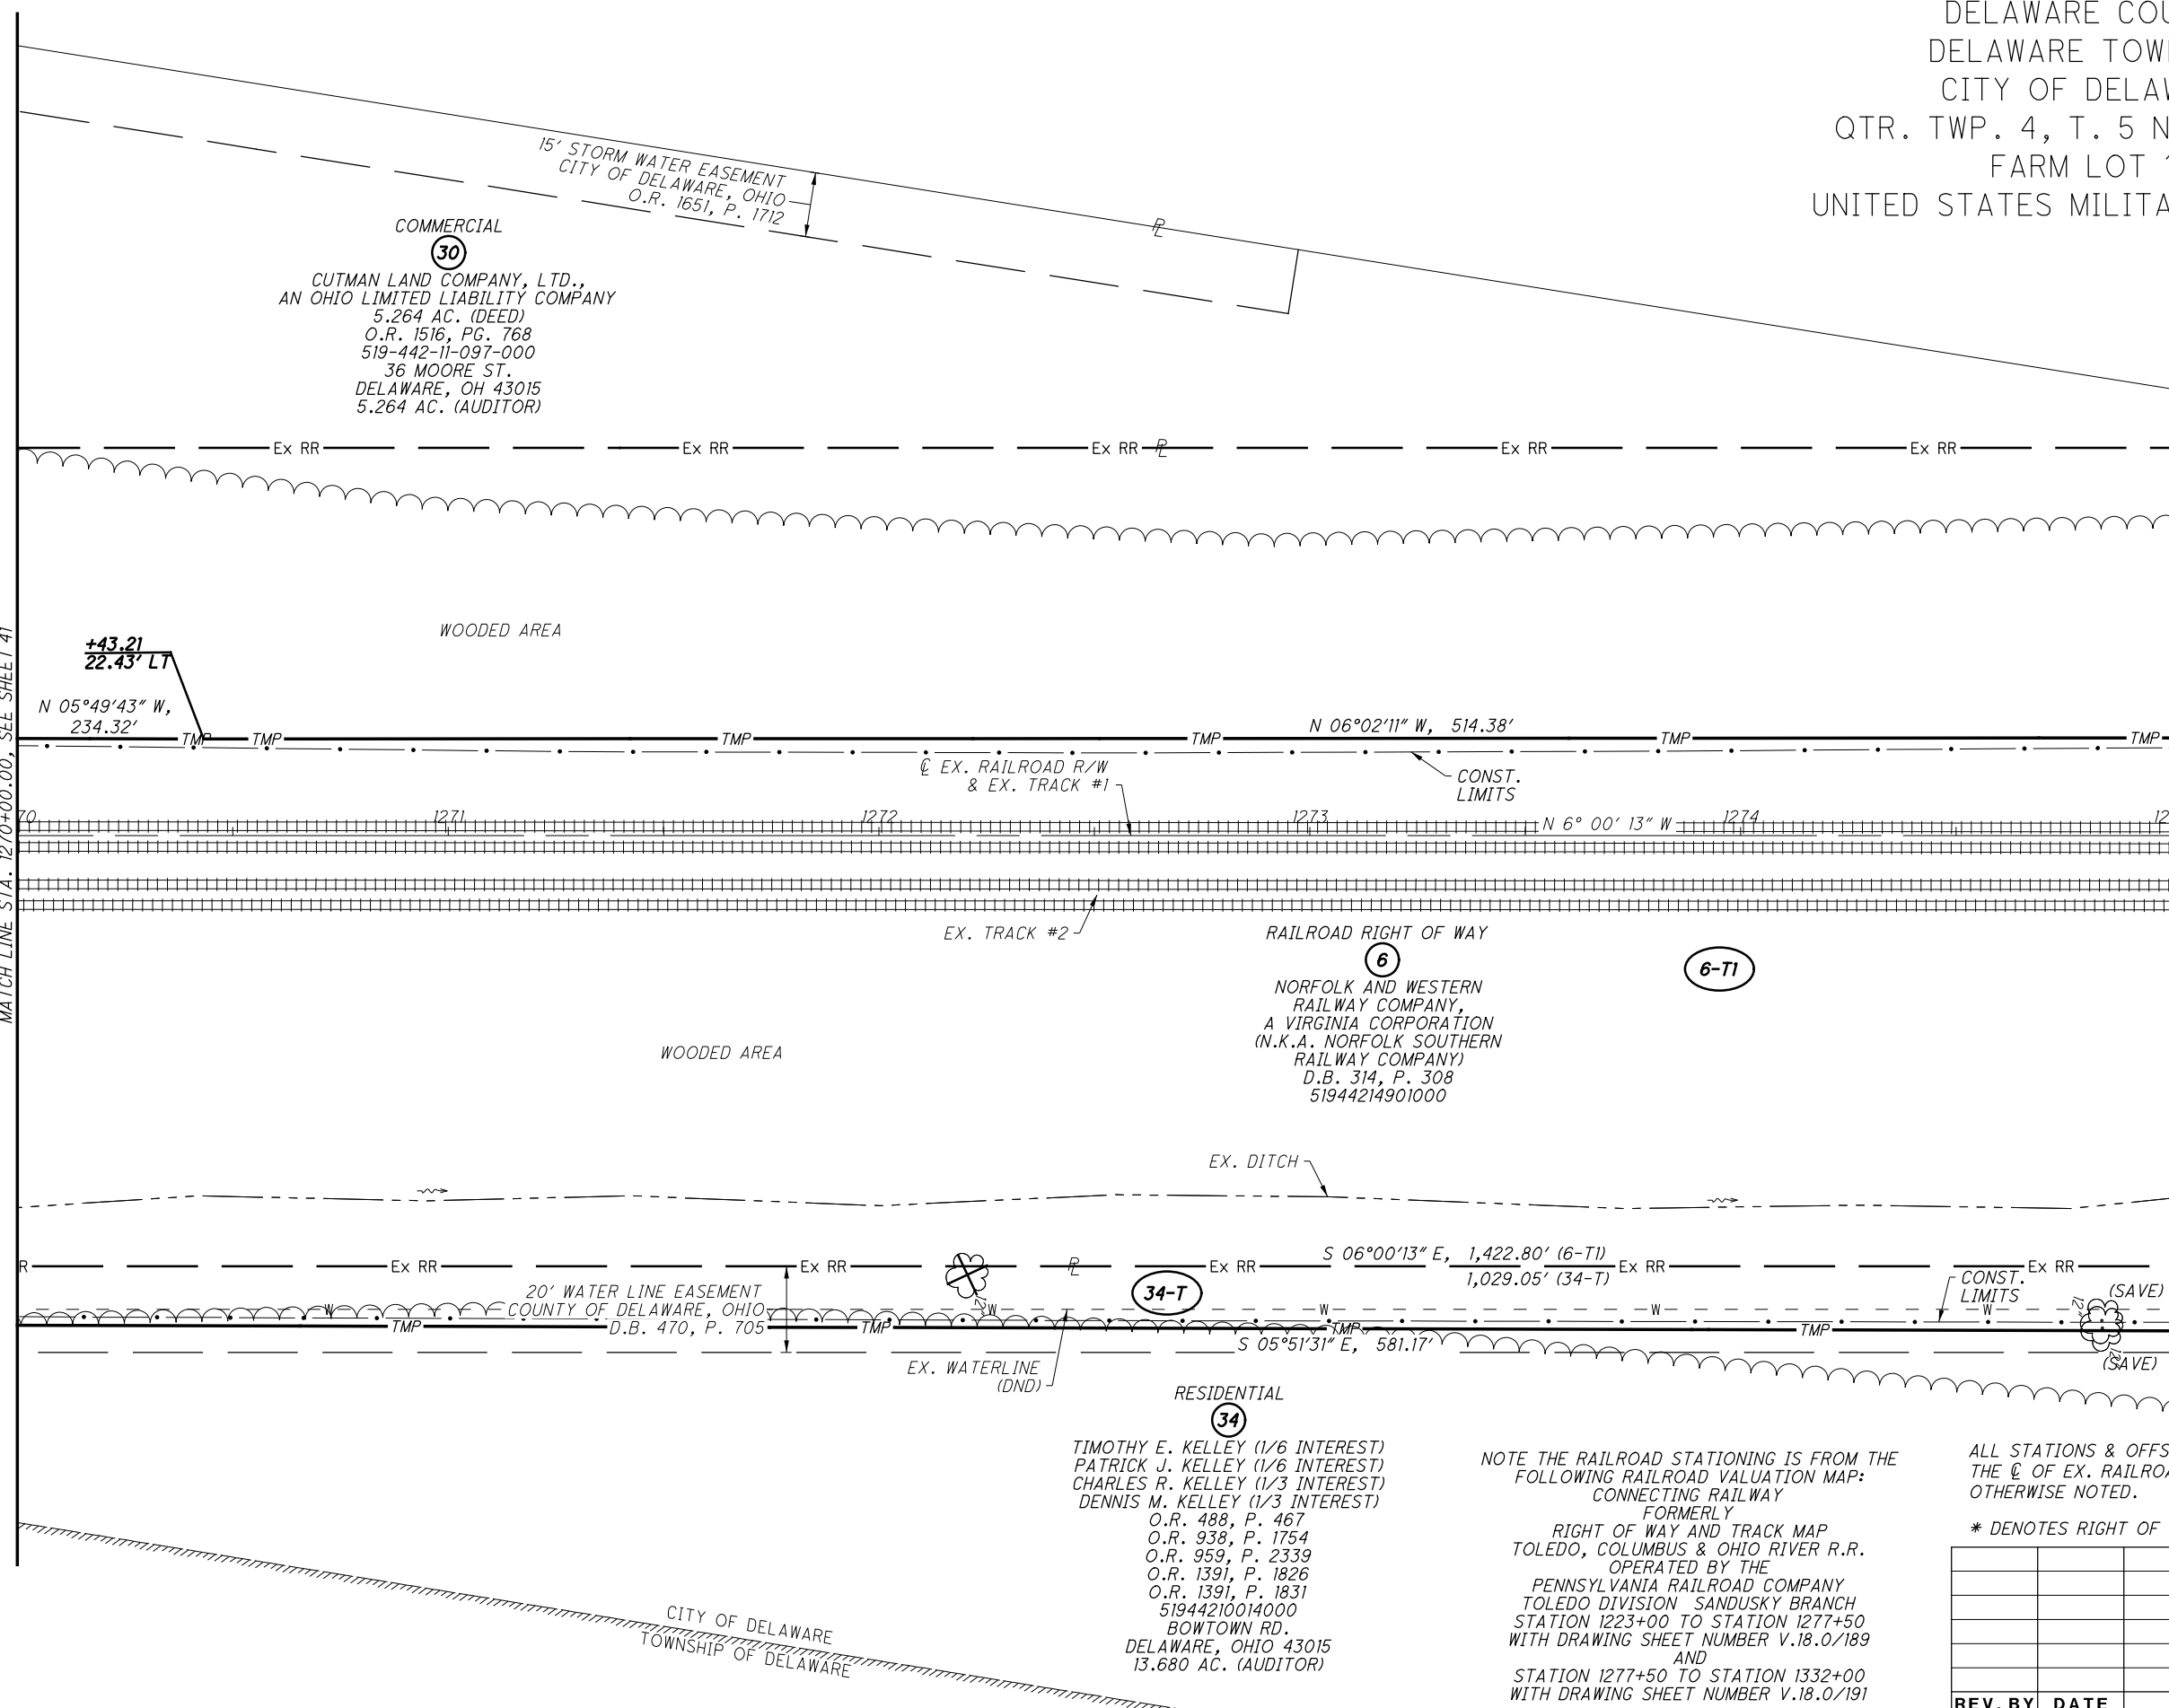 DELAWARE COU
DELAWARE TOW
CITY OF DELAW
QTR. TWP. 4, T. 5 N
FARM LOT 1
UNITED STATES MILITA
15' STORM WATER EASEMENT
CITY OF DELAWARE, OHIO
O.R. 1651, P. 1712
COMMERCIAL
30
CUTMAN LAND COMPANY, LTD.,
AN OHIO LIMITED LIABILITY COMPANY
5.264 AC. (DEED)
O.R. 1516, PG. 768
519-442-11-097-000
36 MOORE ST.
DELAWARE, OH 43015
5.264 AC. (AUDITOR)
PL
Ex RR Ex RR Ex RR PL Ex RR Ex RR
WOODED AREA
MATCH LINE STA. 1270+00.00, SEE SHEET 41
+43.21
22.43' LT
N 05°49'43" W,
234.32'
N 06°02'11" W, 514.38'
TMP TMP TMP TMP TMP TMP
℄ EX. RAILROAD R/W
& EX. TRACK #1
CONST.
LIMITS
70 1271 1272 1273 N 6° 00' 13" W 1274 12
EX. TRACK #2
RAILROAD RIGHT OF WAY
6
NORFOLK AND WESTERN
RAILWAY COMPANY,
A VIRGINIA CORPORATION
(N.K.A. NORFOLK SOUTHERN
RAILWAY COMPANY)
D.B. 314, P. 308
51944214901000
6-T1
WOODED AREA
EX. DITCH
S 06°00'13" E, 1,422.80' (6-T1)
1,029.05' (34-T)
R Ex RR Ex RR PL Ex RR Ex RR Ex RR
20' WATER LINE EASEMENT
COUNTY OF DELAWARE, OHIO
D.B. 470, P. 705
34-T
12"
CONST.
LIMITS
12"
(SAVE)
W W W W W
TMP TMP TMP TMP
S 05°51'31" E, 581.17'
12"
(SAVE)
EX. WATERLINE
(DND)
RESIDENTIAL
34
TIMOTHY E. KELLEY (1/6 INTEREST)
PATRICK J. KELLEY (1/6 INTEREST)
CHARLES R. KELLEY (1/3 INTEREST)
DENNIS M. KELLEY (1/3 INTEREST)
O.R. 488, P. 467
O.R. 938, P. 1754
O.R. 959, P. 2339
O.R. 1391, P. 1826
O.R. 1391, P. 1831
51944210014000
BOWTOWN RD.
DELAWARE, OHIO 43015
13.680 AC. (AUDITOR)
NOTE THE RAILROAD STATIONING IS FROM THE
FOLLOWING RAILROAD VALUATION MAP:
CONNECTING RAILWAY
FORMERLY
RIGHT OF WAY AND TRACK MAP
TOLEDO, COLUMBUS & OHIO RIVER R.R.
OPERATED BY THE
PENNSYLVANIA RAILROAD COMPANY
TOLEDO DIVISION SANDUSKY BRANCH
STATION 1223+00 TO STATION 1277+50
WITH DRAWING SHEET NUMBER V.18.0/189
AND
STATION 1277+50 TO STATION 1332+00
WITH DRAWING SHEET NUMBER V.18.0/191
ALL STATIONS & OFFS
THE ℄ OF EX. RAILROA
OTHERWISE NOTED.
* DENOTES RIGHT OF
REV. BY DATE
CITY OF DELAWARE
TOWNSHIP OF DELAWARE